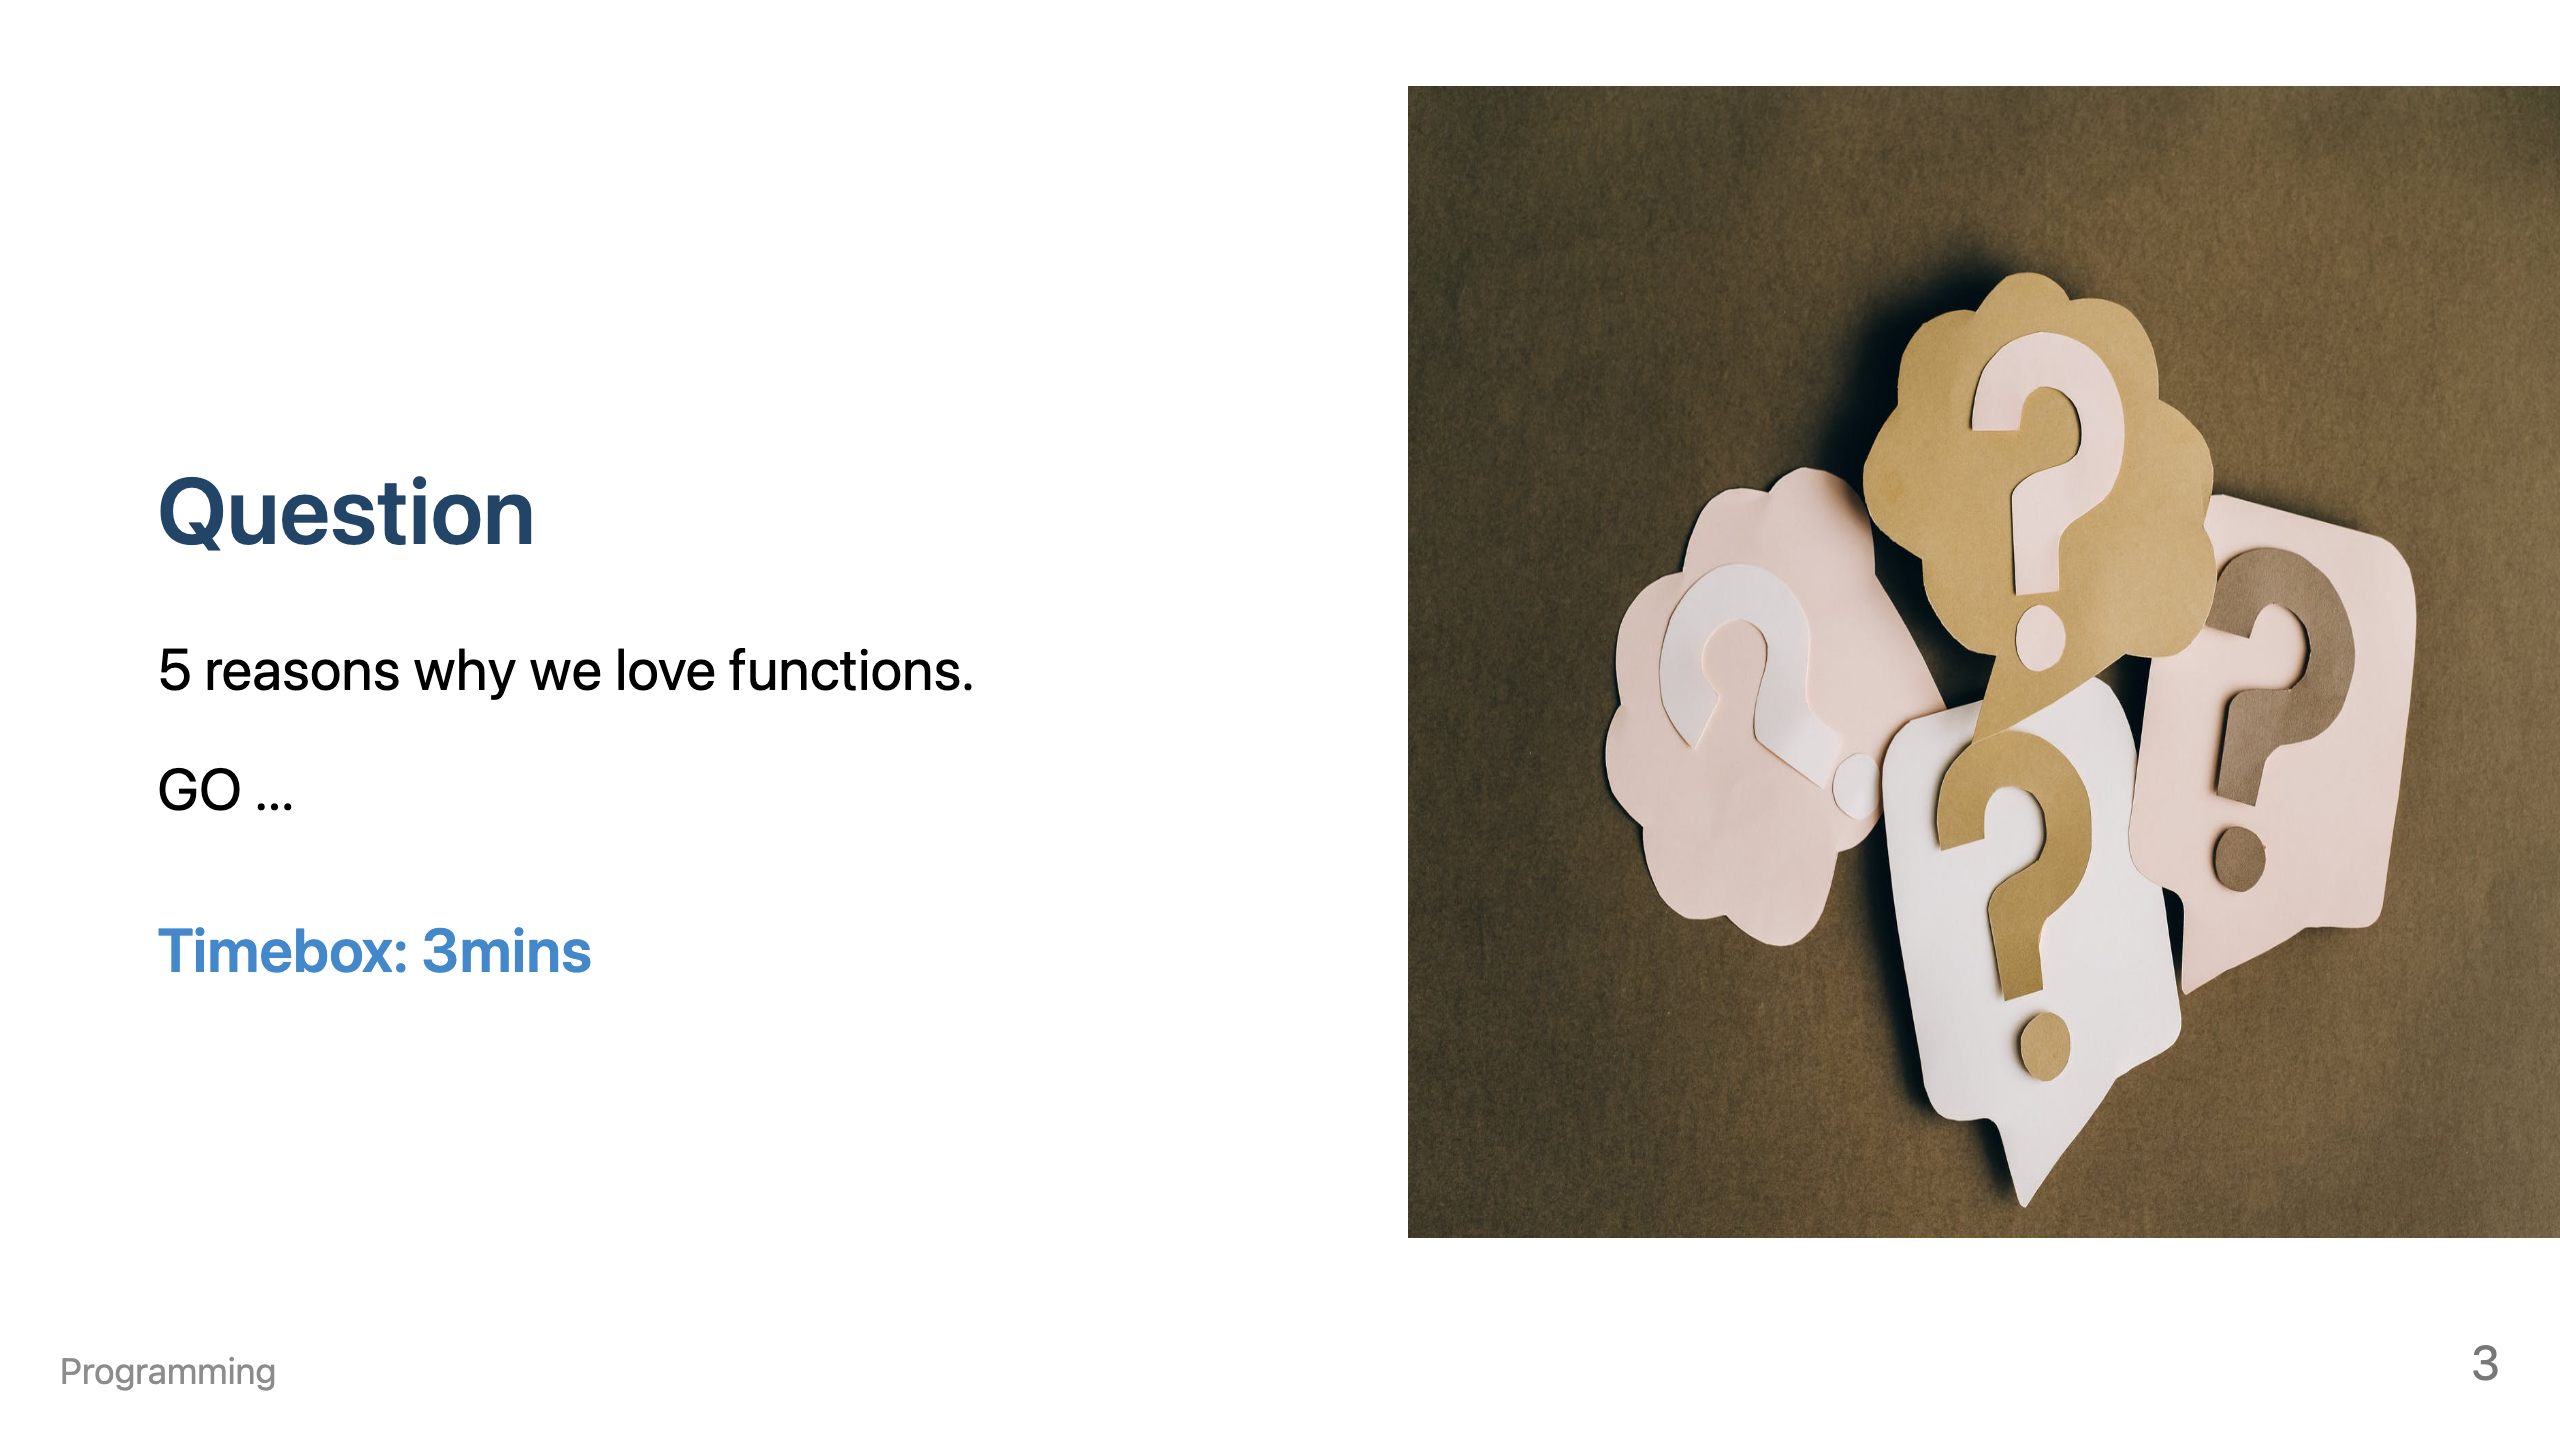 Question
5 reasons why we love functions.
GO ...
Timebox: 3mins
Programming
3